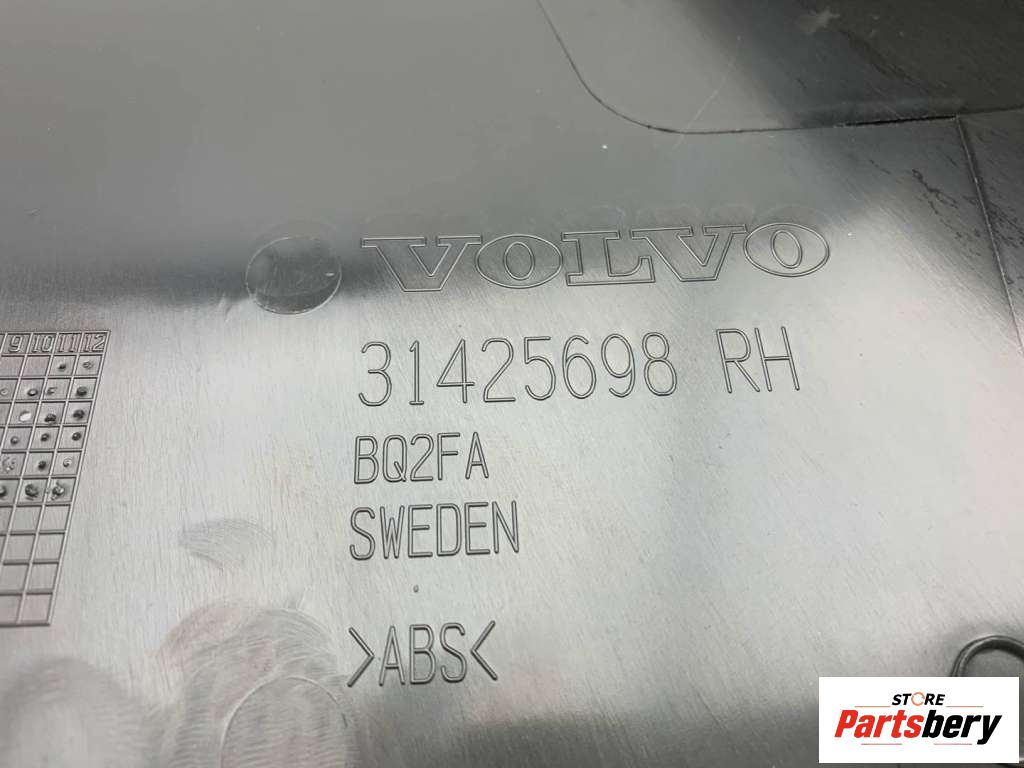 VOLVO
9 10 11 12
31425698 RH
BQ2FA
SWEDEN
>ABS<
STORE
Partsbery